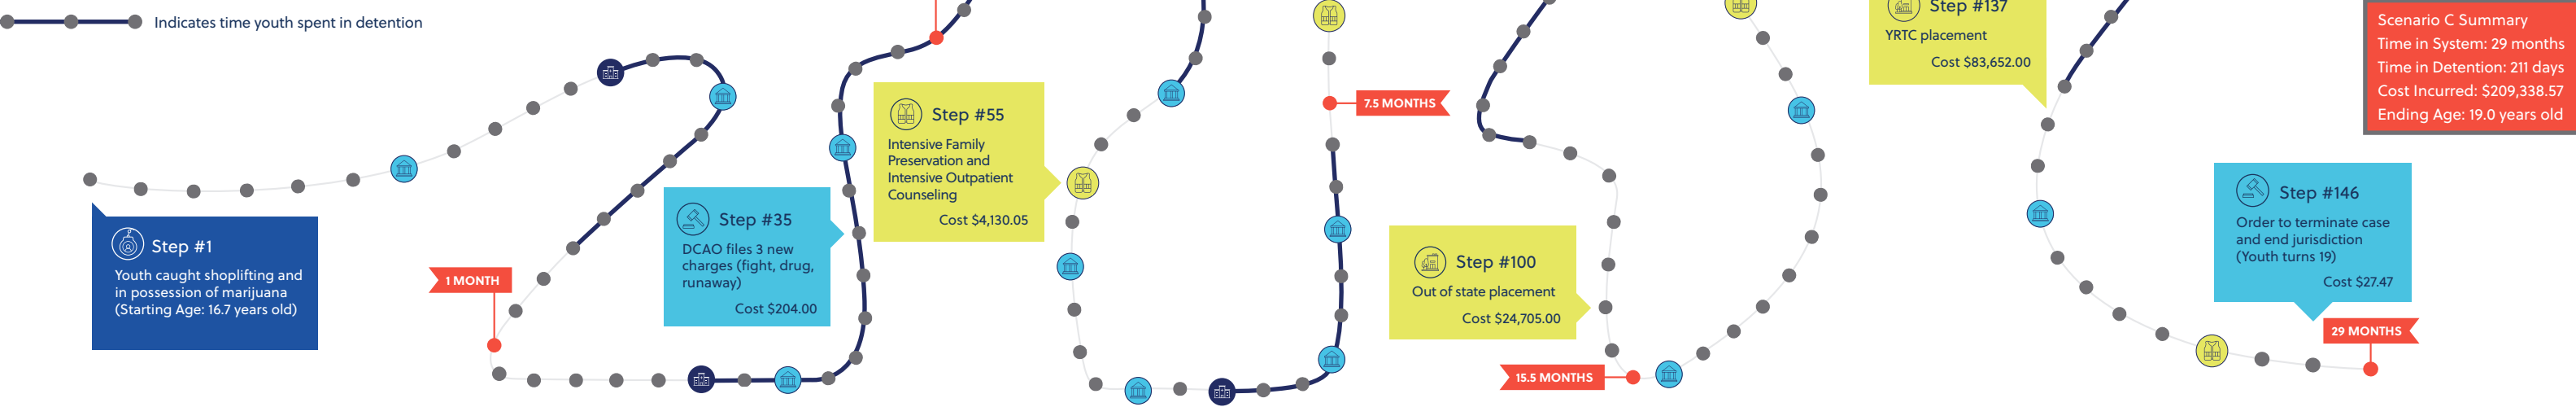 Indicates time youth spent in detention
Step #1
Youth caught shoplifting and
in possession of marijuana
(Starting Age: 16.7 years old)
1 MONTH
Step #35
DCAO files 3 new
charges (fight, drug,
runaway)
Cost $204.00
Step #55
Intensive Family
Preservation and
Intensive Outpatient
Counseling
Cost $4,130.05
7.5 MONTHS
Step #100
Out of state placement
Cost $24,705.00
15.5 MONTHS
Step #137
YRTC placement
Cost $83,652.00
Step #146
Order to terminate case
and end jurisdiction
(Youth turns 19)
Cost $27.47
29 MONTHS
Scenario C Summary
Time in System: 29 months
Time in Detention: 211 days
Cost Incurred: $209,338.57
Ending Age: 19.0 years old